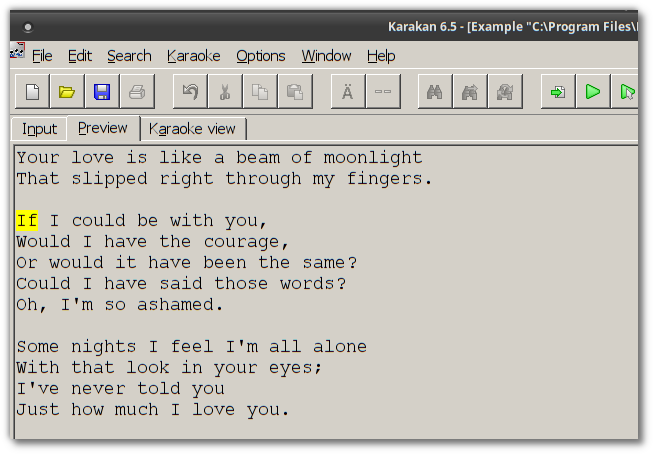 Karakan 6.5 - [Example "C:\Program Files\
File Edit Search Karaoke Options Window Help
Ä --
Input Preview Karaoke view
Your love is like a beam of moonlight
That slipped right through my fingers.
If I could be with you,
Would I have the courage,
Or would it have been the same?
Could I have said those words?
Oh, I'm so ashamed.
Some nights I feel I'm all alone
With that look in your eyes;
I've never told you
Just how much I love you.